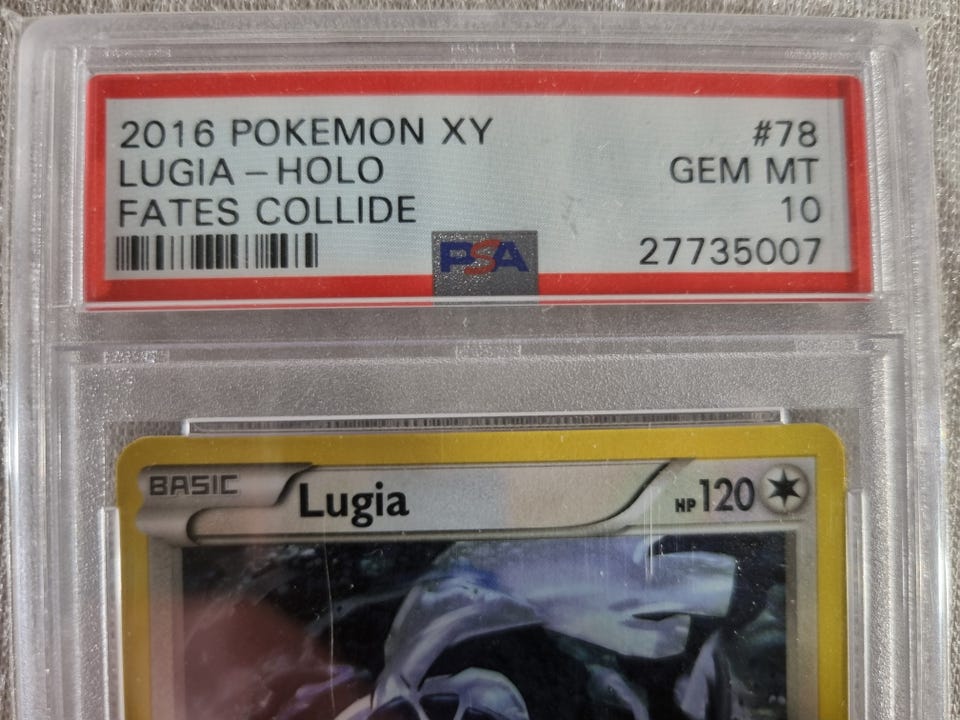 2016 POKEMON XY #78
LUGIA - HOLO GEM MT
FATES COLLIDE 10
PSA 27735007
BASIC Lugia HP 120